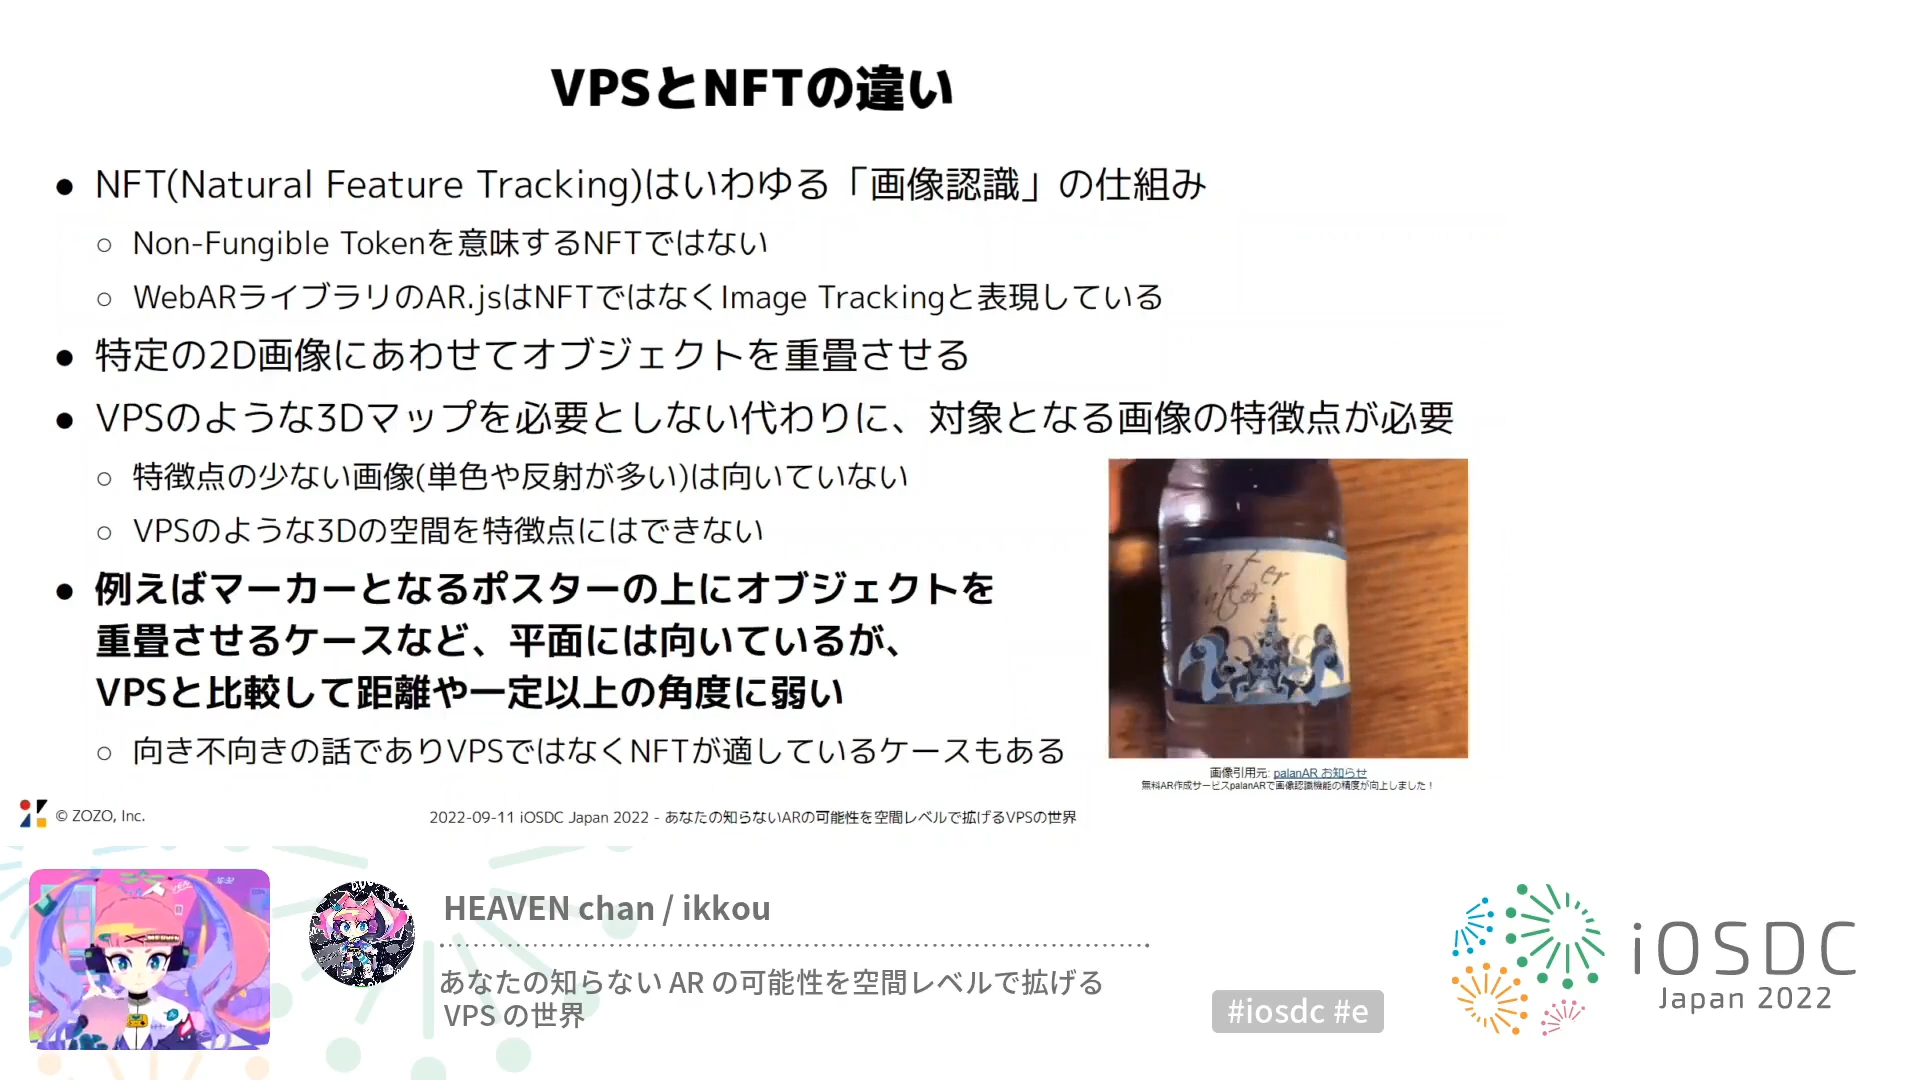 VPSとNFTの違い
● NFT(Natural Feature Tracking)はいわゆる「画像認識」の仕組み
○ Non-Fungible Tokenを意味するNFTではない
○ WebARライブラリのAR.jsはNFTではなくImage Trackingと表現している
● 特定の2D画像にあわせてオブジェクトを重畳させる
● VPSのような3Dマップを必要としない代わりに、対象となる画像の特徴点が必要
○ 特徴点の少ない画像(単色や反射が多い)は向いていない
○ VPSのような3Dの空間を特徴点にはできない
● 例えばマーカーとなるポスターの上にオブジェクトを
重畳させるケースなど、平面には向いているが、
VPSと比較して距離や一定以上の角度に弱い
○ 向き不向きの話でありVPSではなくNFTが適しているケースもある
画像引用元: palanAR お知らせ
無料AR作成サービスpalanARで画像認識機能の精度が向上しました！
© ZOZO, Inc.
2022-09-11 iOSDC Japan 2022 - あなたの知らないARの可能性を空間レベルで拡げるVPSの世界
HEAVEN chan / ikkou
あなたの知らない AR の可能性を空間レベルで拡げる
VPS の世界
#iosdc #e
iOSDC
Japan 2022